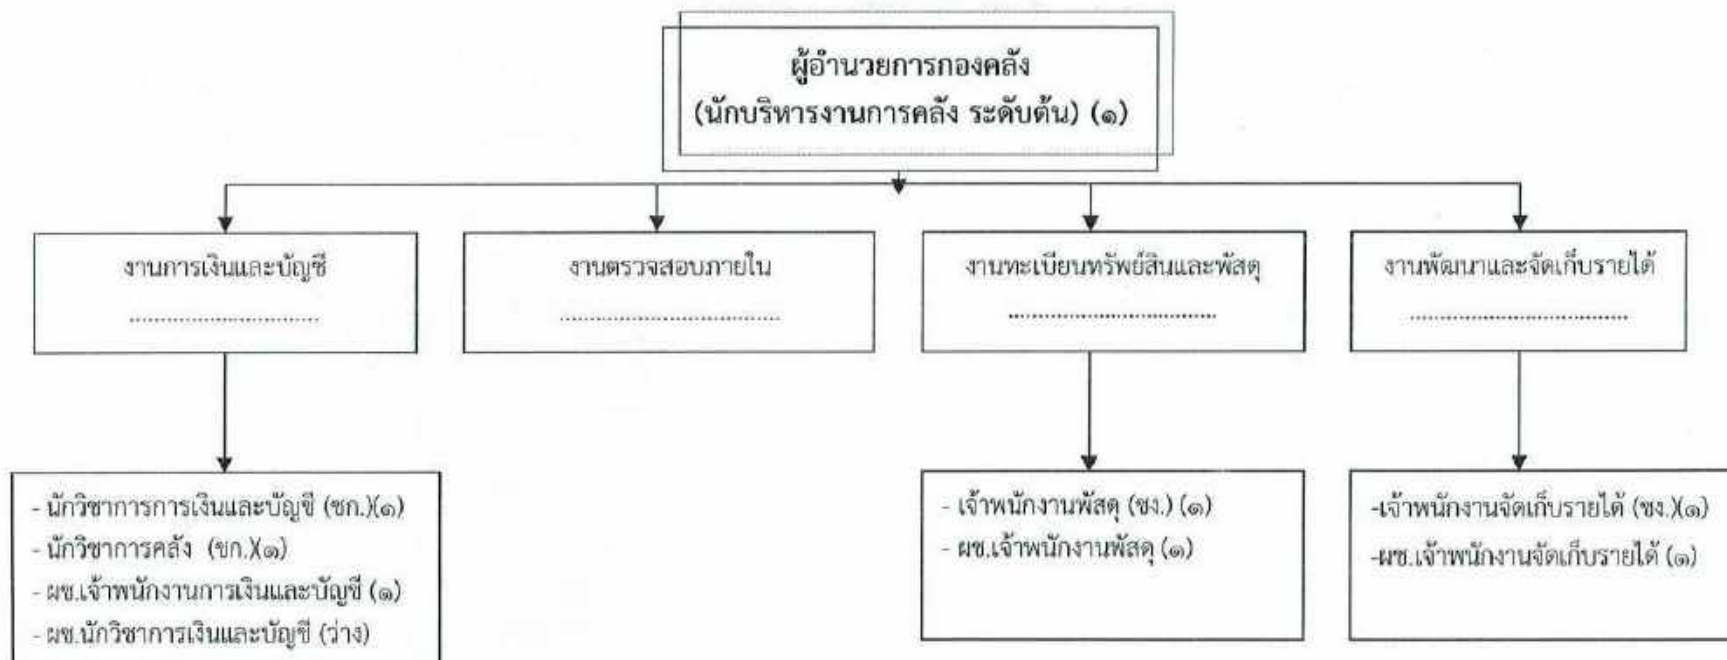 ผู้อำนวยการกองคลัง
(นักบริหารงานการคลัง ระดับต้น) (๑)
งานการเงินและบัญชี
............................
งานตรวจสอบภายใน
................................
งานทะเบียนทรัพย์สินและพัสดุ
................................
งานพัฒนาและจัดเก็บรายได้
................................
- นักวิชาการการเงินและบัญชี (ชก.)(๑)
- นักวิชาการคลัง (ชก.)(๑)
- ผช.เจ้าพนักงานการเงินและบัญชี (๑)
- ผช.นักวิชาการเงินและบัญชี (ว่าง)
- เจ้าพนักงานพัสดุ (ชง.) (๑)
- ผช.เจ้าพนักงานพัสดุ (๑)
-เจ้าพนักงานจัดเก็บรายได้ (ชง.)(๑)
-ผช.เจ้าพนักงานจัดเก็บรายได้ (๑)